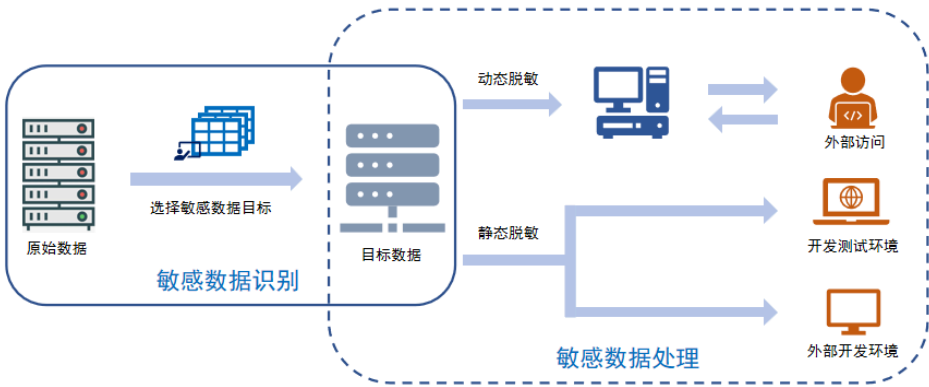 动态脱敏
外部访问
选择敏感数据目标
原始数据
目标数据
静态脱敏
开发测试环境
敏感数据识别
外部开发环境
敏感数据处理